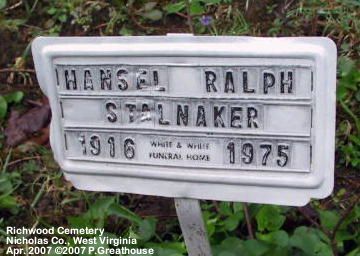 HANSEL RALPH
STALNAKER
1916 WHITE & WHITE FUNERAL HOME 1975
Richwood Cemetery
Nicholas Co., West Virginia
Apr. 2007 ©2007 P.Greathouse